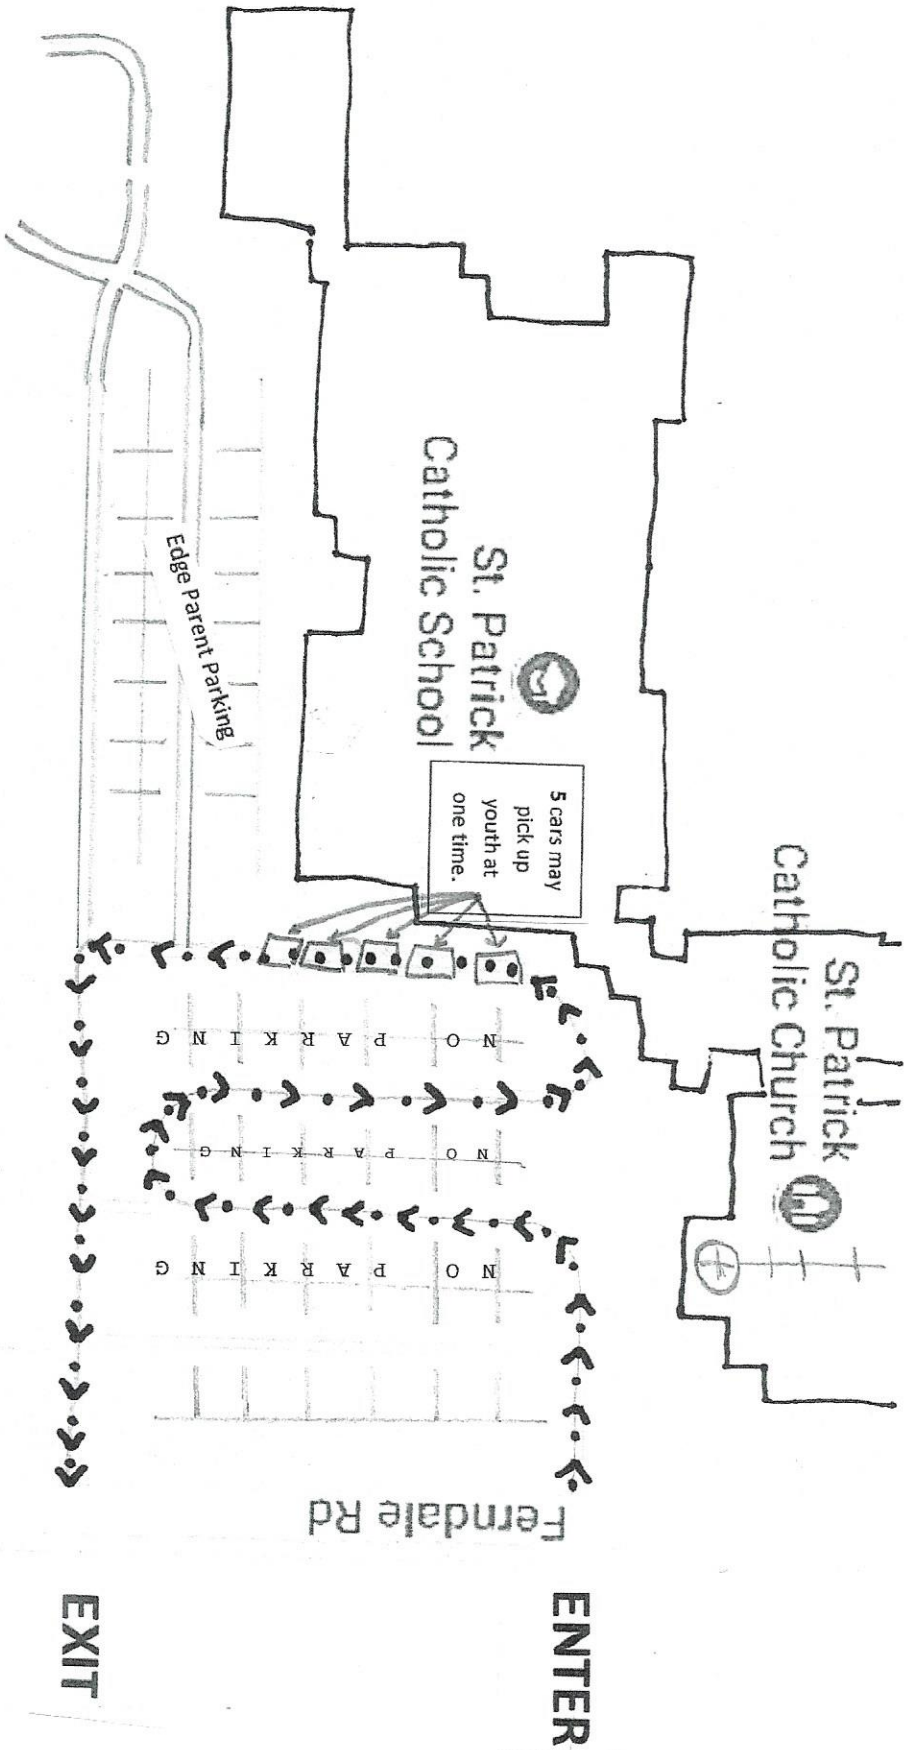 St. Patrick
Catholic Church
St. Patrick
Catholic School
5 cars may
pick up
youth at
one time.
Edge Parent Parking
NO PARKING
NO PARKING
NO PARKING
Ferndale Rd
ENTER
EXIT